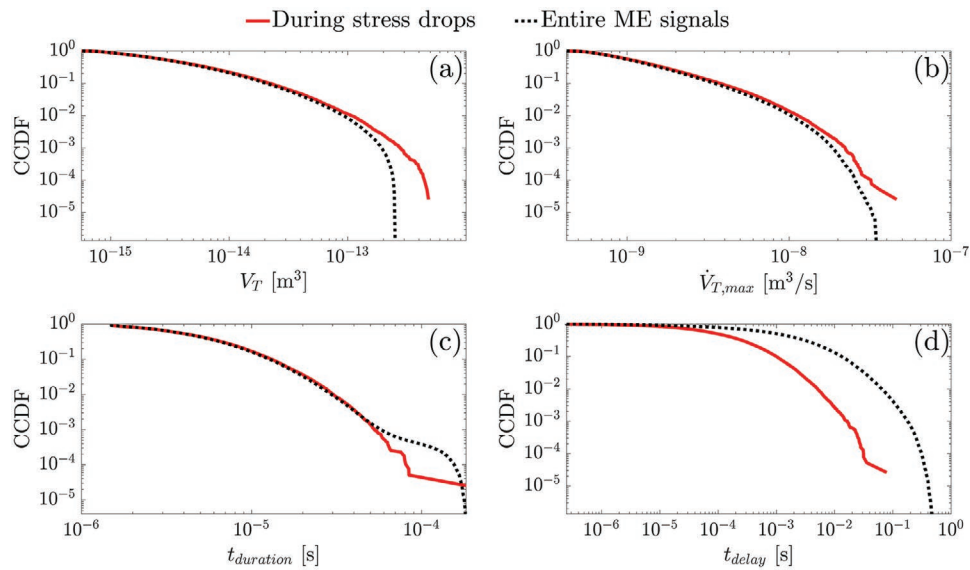 During stress drops Entire ME signals
(a)
CCDF
10^0
10^-1
10^-2
10^-3
10^-4
10^-5
10^-15 10^-14 10^-13
V_T [m^3]
(b)
CCDF
10^0
10^-1
10^-2
10^-3
10^-4
10^-5
10^-9 10^-8 10^-7
V̇_T,max [m^3/s]
(c)
CCDF
10^0
10^-1
10^-2
10^-3
10^-4
10^-5
10^-6 10^-5 10^-4
t_duration [s]
(d)
CCDF
10^0
10^-1
10^-2
10^-3
10^-4
10^-5
10^-6 10^-5 10^-4 10^-3 10^-2 10^-1 10^0
t_delay [s]